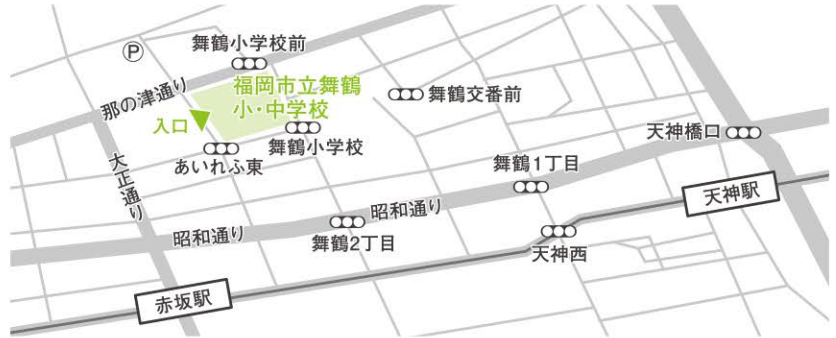 舞鶴小学校前
P
福岡市立舞鶴
小・中学校
那の津通り
入口
舞鶴交番前
舞鶴小学校
あいれふ東
大正通り
天神橋口
舞鶴1丁目
天神駅
昭和通り
昭和通り
舞鶴2丁目
天神西
赤坂駅